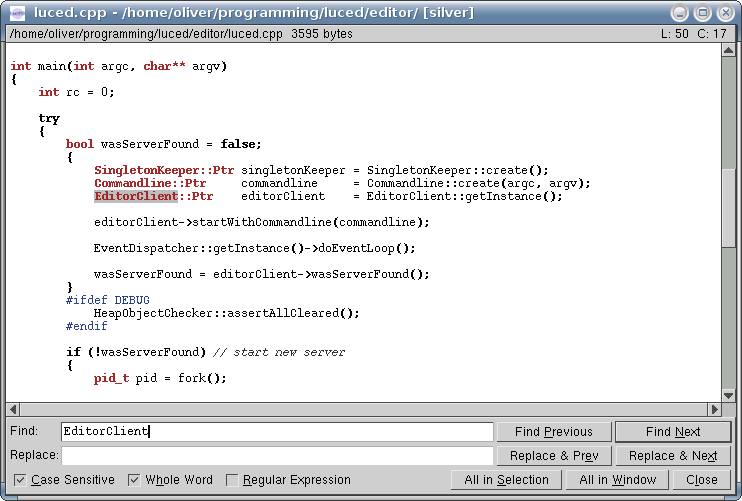 luced.cpp - /home/oliver/programming/luced/editor/ [silver]
/home/oliver/programming/luced/editor/luced.cpp 3595 bytes L: 50 C: 17
int main(int argc, char** argv)
{
    int rc = 0;
    try
    {
        bool wasServerFound = false;
        {
            SingletonKeeper::Ptr singletonKeeper = SingletonKeeper::create();
            Commandline::Ptr     commandline     = Commandline::create(argc, argv);
            EditorClient::Ptr    editorClient    = EditorClient::getInstance();
            editorClient->startWithCommandline(commandline);
            EventDispatcher::getInstance()->doEventLoop();
            wasServerFound = editorClient->wasServerFound();
        }
        #ifdef DEBUG
            HeapObjectChecker::assertAllCleared();
        #endif
        if (!wasServerFound) // start new server
        {
            pid_t pid = fork();
Find: EditorClient Find Previous Find Next
Replace: Replace & Prev Replace & Next
Case Sensitive Whole Word Regular Expression All in Selection All in Window Close